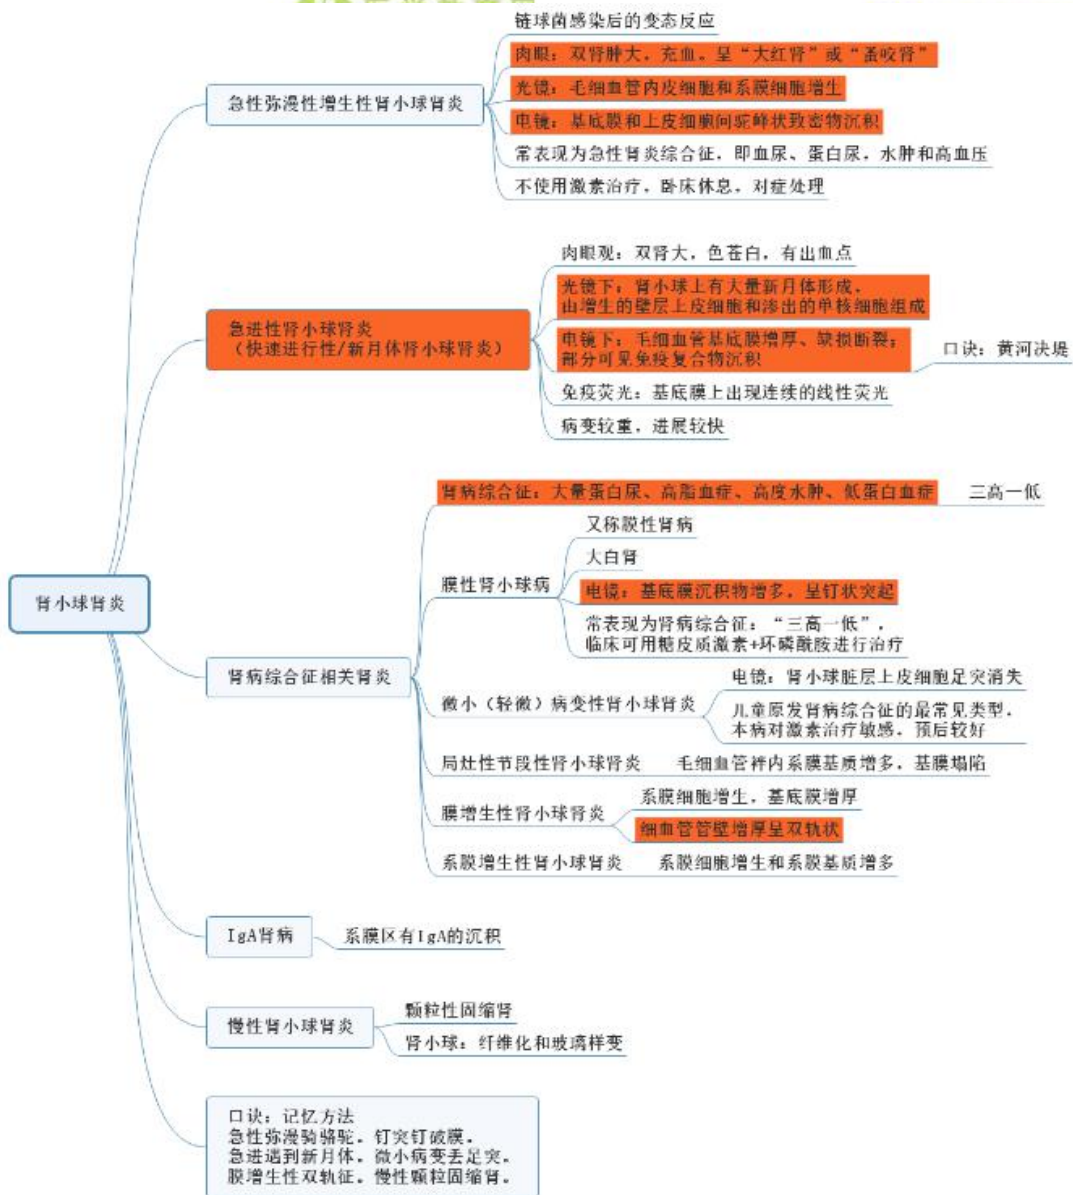 链球菌感染后的变态反应
肉眼：双肾肿大，充血。呈“大红肾”或“蚤咬肾”
光镜：毛细血管内皮细胞和系膜细胞增生
电镜：基底膜和上皮细胞间驼峰状致密物沉积
常表现为急性肾炎综合征，即血尿、蛋白尿，水肿和高血压
不使用激素治疗，卧床休息，对症处理
急性弥漫性增生性肾小球肾炎
肉眼观：双肾大，色苍白，有出血点
光镜下：肾小球上有大量新月体形成，
由增生的壁层上皮细胞和渗出的单核细胞组成
急进性肾小球肾炎
（快速进行性/新月体肾小球肾炎）
电镜下：毛细血管基底膜增厚、缺损断裂；
部分可见免疫复合物沉积
口诀：黄河决堤
免疫荧光：基底膜上出现连续的线性荧光
病变较重，进展较快
肾病综合征：大量蛋白尿、高脂血症、高度水肿、低蛋白血症
三高一低
又称膜性肾病
大白肾
膜性肾小球病
电镜：基底膜沉积物增多，呈钉状突起
常表现为肾病综合征：“三高一低”，
临床可用糖皮质激素+环磷酰胺进行治疗
肾小球肾炎
肾病综合征相关肾炎
微小（轻微）病变性肾小球肾炎
电镜：肾小球脏层上皮细胞足突消失
儿童原发肾病综合征的最常见类型，
本病对激素治疗敏感，预后较好
局灶性节段性肾小球肾炎
毛细血管袢内系膜基质增多，基膜塌陷
膜增生性肾小球肾炎
系膜细胞增生，基底膜增厚
细血管管壁增厚呈双轨状
系膜增生性肾小球肾炎
系膜细胞增生和系膜基质增多
IgA肾病
系膜区有IgA的沉积
慢性肾小球肾炎
颗粒性固缩肾
肾小球：纤维化和玻璃样变
口诀：记忆方法
急性弥漫骑骆驼，钉突钉破膜，
急进遇到新月体，微小病变丢足突。
膜增生性双轨征，慢性颗粒固缩肾。